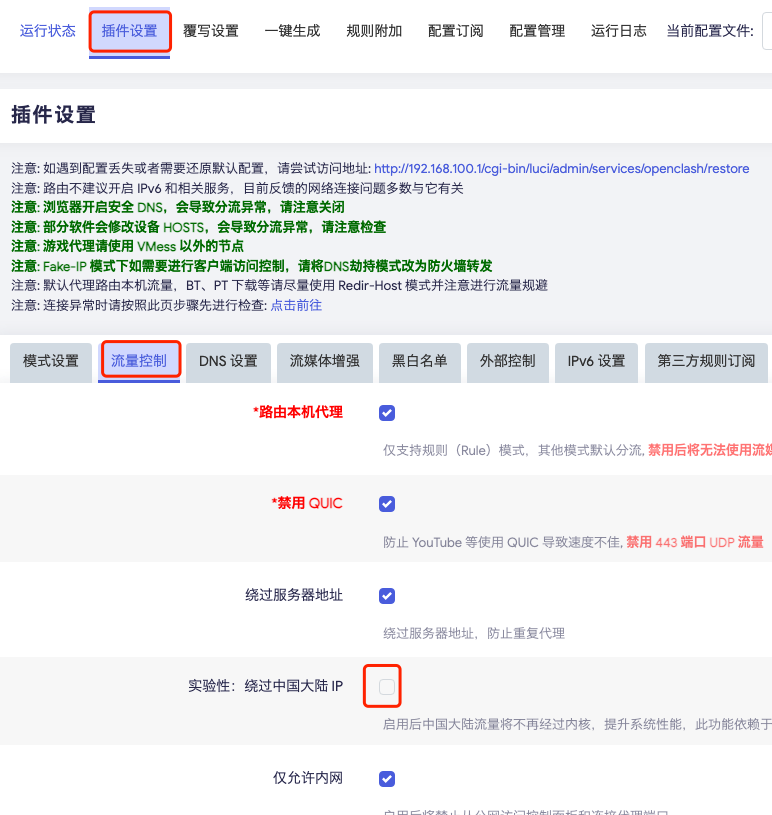 运行状态 插件设置 覆写设置 一键生成 规则附加 配置订阅 配置管理 运行日志 当前配置文件:
插件设置
注意: 如遇到配置丢失或者需要还原默认配置，请尝试访问地址: http://192.168.100.1/cgi-bin/luci/admin/services/openclash/restore
注意: 路由不建议开启 IPv6 和相关服务，目前反馈的网络连接问题多数与它有关
注意: 浏览器开启安全 DNS，会导致分流异常，请注意关闭
注意: 部分软件会修改设备 HOSTS，会导致分流异常，请注意检查
注意: 游戏代理请使用 VMess 以外的节点
注意: Fake-IP 模式下如需要进行客户端访问控制，请将DNS劫持模式改为防火墙转发
注意: 默认代理路由本机流量，BT、PT 下载等请尽量使用 Redir-Host 模式并注意进行流量规避
注意: 连接异常时请按照此页步骤先进行检查: 点击前往
模式设置 流量控制 DNS 设置 流媒体增强 黑白名单 外部控制 IPv6 设置 第三方规则订阅
*路由本机代理
仅支持规则（Rule）模式，其他模式默认分流, 禁用后将无法使用流媒
*禁用 QUIC
防止 YouTube 等使用 QUIC 导致速度不佳, 禁用 443 端口 UDP 流量
绕过服务器地址
绕过服务器地址，防止重复代理
实验性：绕过中国大陆 IP
启用后中国大陆流量将不再经过内核，提升系统性能，此功能依赖于
仅允许内网